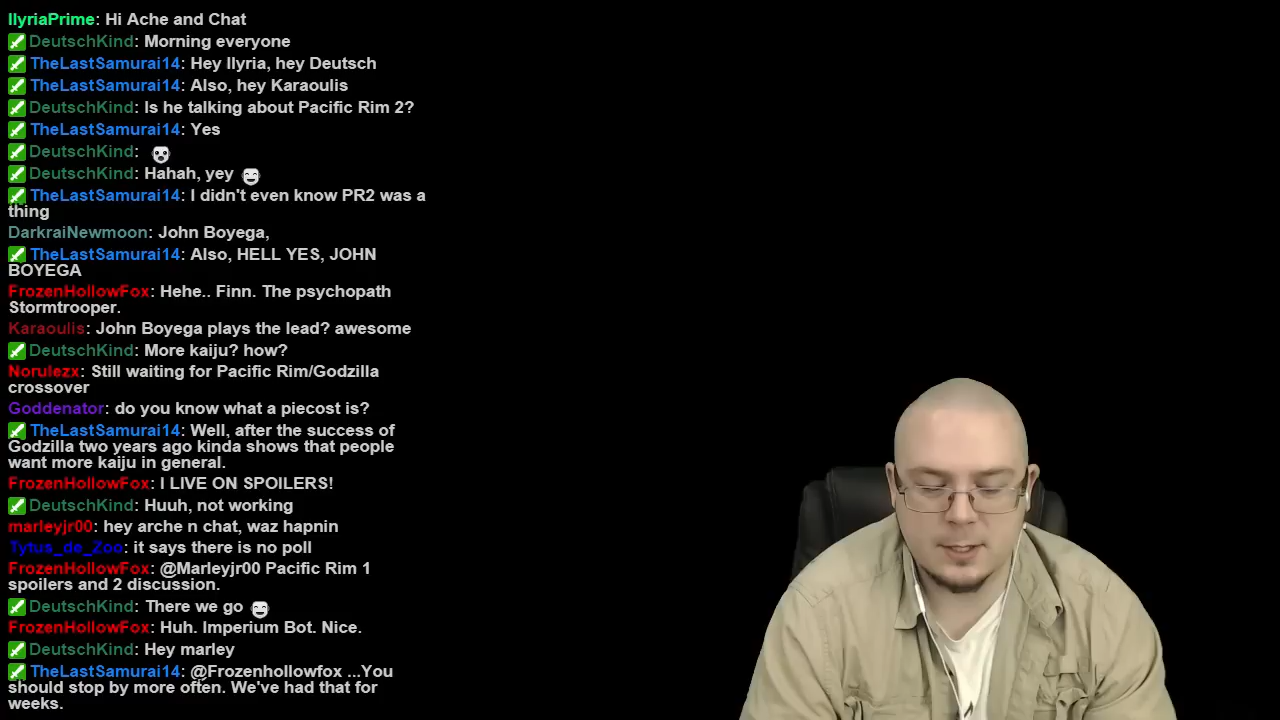 IlyriaPrime: Hi Ache and Chat
DeutschKind: Morning everyone
TheLastSamurai14: Hey Ilyria, hey Deutsch
TheLastSamurai14: Also, hey Karaoulis
DeutschKind: Is he talking about Pacific Rim 2?
TheLastSamurai14: Yes
DeutschKind:
DeutschKind: Hahah, yey
TheLastSamurai14: I didn't even know PR2 was a
thing
DarkraiNewmoon: John Boyega,
TheLastSamurai14: Also, HELL YES, JOHN
BOYEGA
FrozenHollowFox: Hehe.. Finn. The psychopath
Stormtrooper.
Karaoulis: John Boyega plays the lead? awesome
DeutschKind: More kaiju? how?
Norulezx: Still waiting for Pacific Rim/Godzilla
crossover
Goddenator: do you know what a piecost is?
TheLastSamurai14: Well, after the success of
Godzilla two years ago kinda shows that people
want more kaiju in general.
FrozenHollowFox: I LIVE ON SPOILERS!
DeutschKind: Huuh, not working
marleyjr00: hey arche n chat, waz hapnin
Tytus_de_Zoo: it says there is no poll
FrozenHollowFox: @Marleyjr00 Pacific Rim 1
spoilers and 2 discussion.
DeutschKind: There we go
FrozenHollowFox: Huh. Imperium Bot. Nice.
DeutschKind: Hey marley
TheLastSamurai14: @Frozenhollowfox ...You
should stop by more often. We've had that for
weeks.